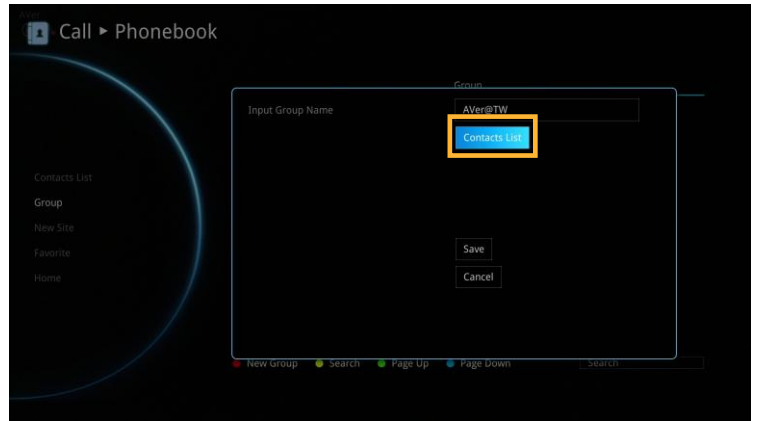 AVer
Call ▸ Phonebook
Group
Input Group Name
AVer@TW
Contacts List
Contacts List
Group
New Site
Favorite
Home
Save
Cancel
New Group Search Page Up Page Down Search